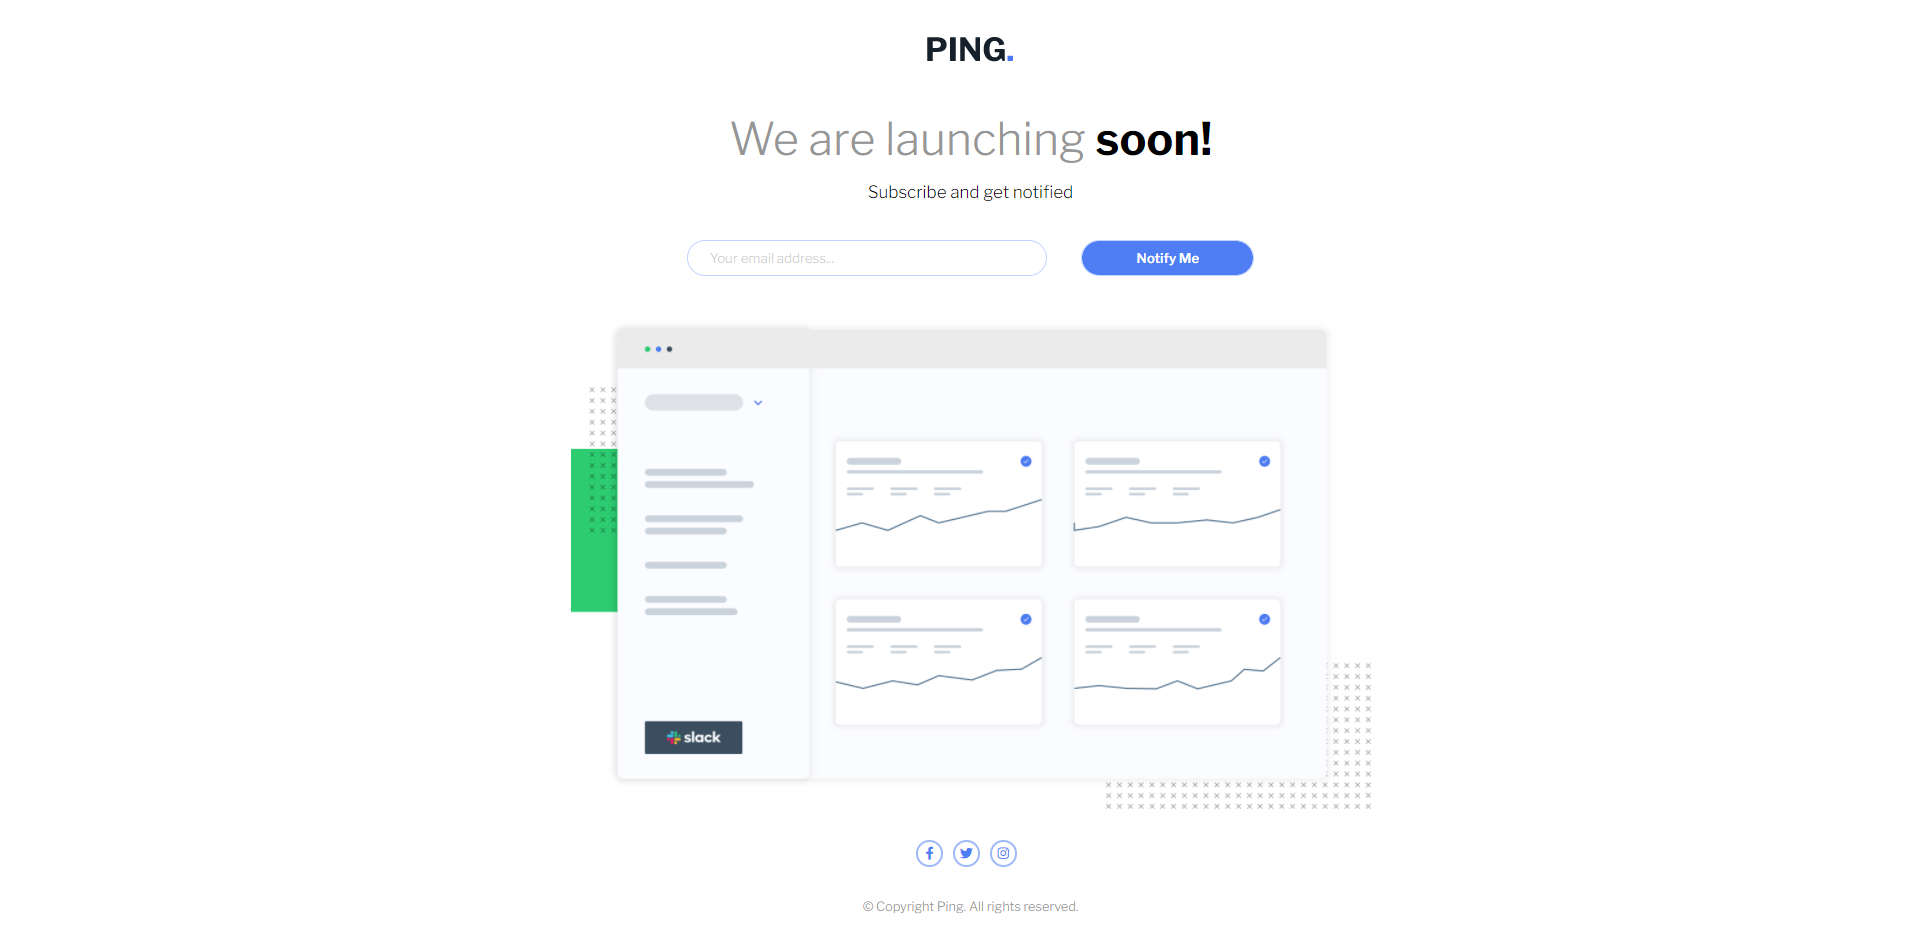 PING.
We are launching soon!
Subscribe and get notified
Your email address...
Notify Me
slack
© Copyright Ping. All rights reserved.